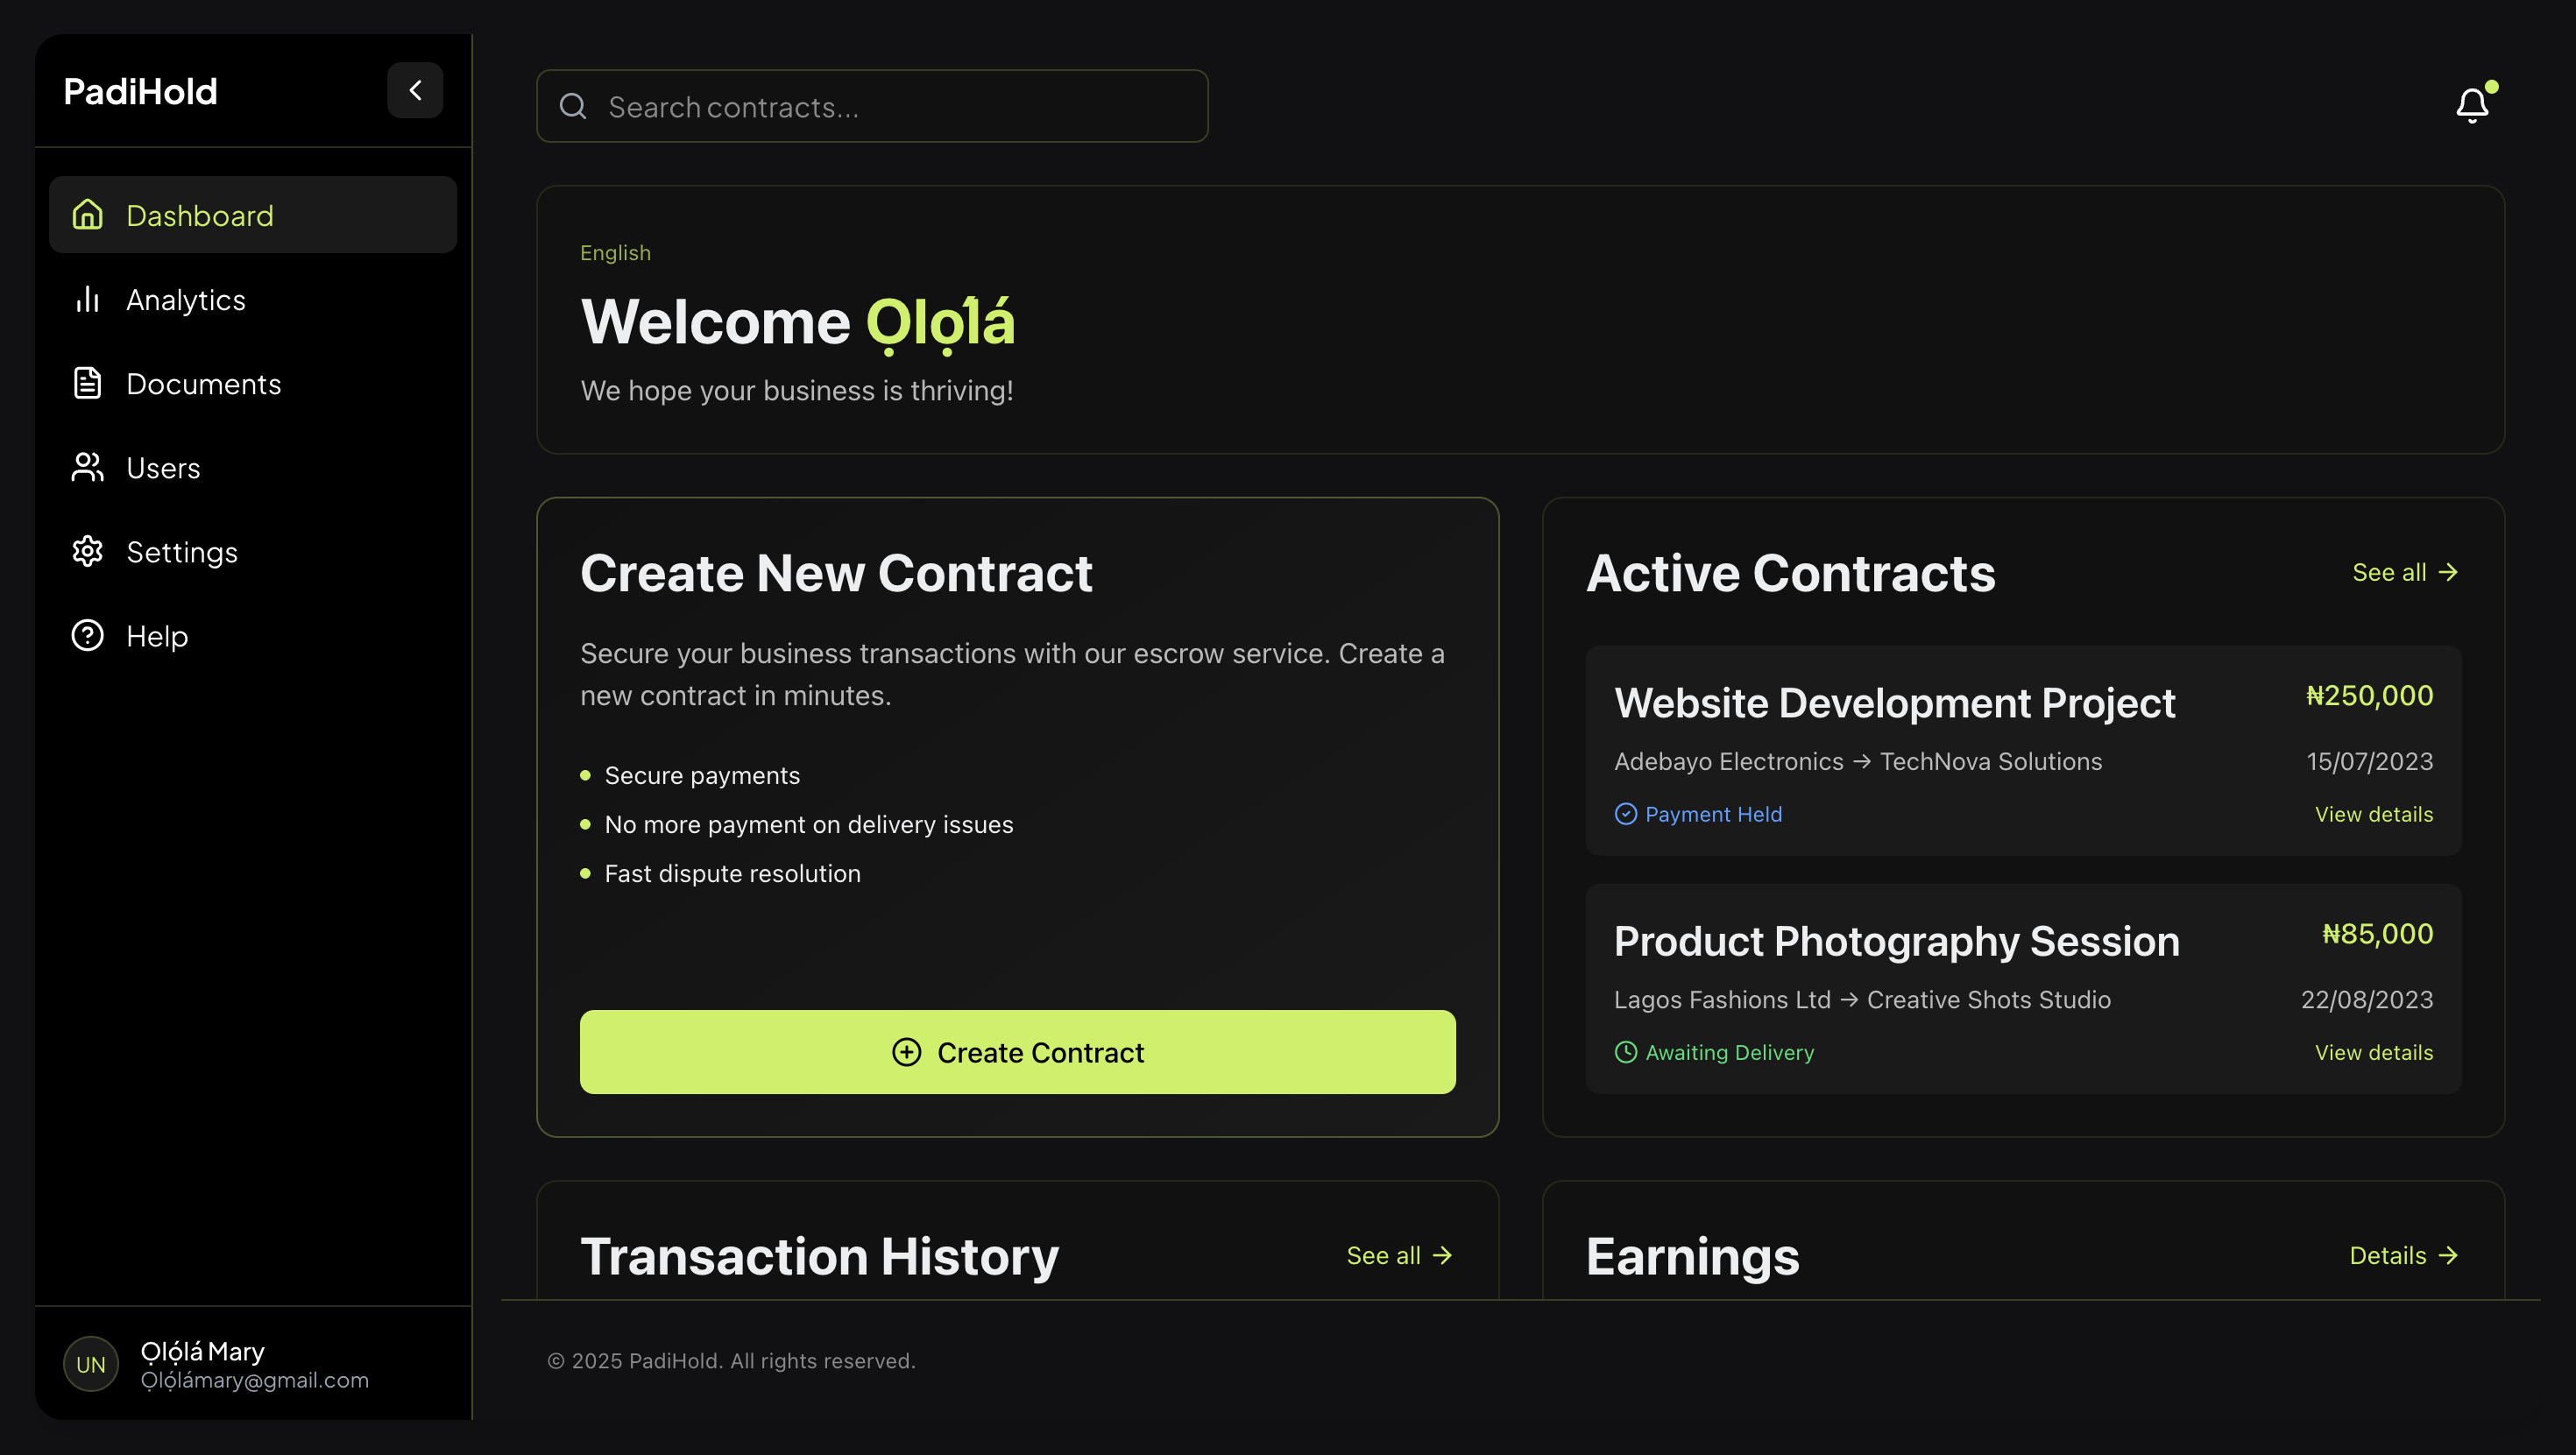 PadiHold
Search contracts...
Dashboard
Analytics
Documents
Users
Settings
Help
English
Welcome Ọlọ́lá
We hope your business is thriving!
Create New Contract
Secure your business transactions with our escrow service. Create a
new contract in minutes.
Secure payments
No more payment on delivery issues
Fast dispute resolution
Create Contract
Active Contracts
See all →
Website Development Project
₦250,000
Adebayo Electronics → TechNova Solutions
15/07/2023
Payment Held
View details
Product Photography Session
₦85,000
Lagos Fashions Ltd → Creative Shots Studio
22/08/2023
Awaiting Delivery
View details
Transaction History
See all →
Earnings
Details →
UN
Ọlọ́lá Mary
Ọlọ́lámary@gmail.com
© 2025 PadiHold. All rights reserved.